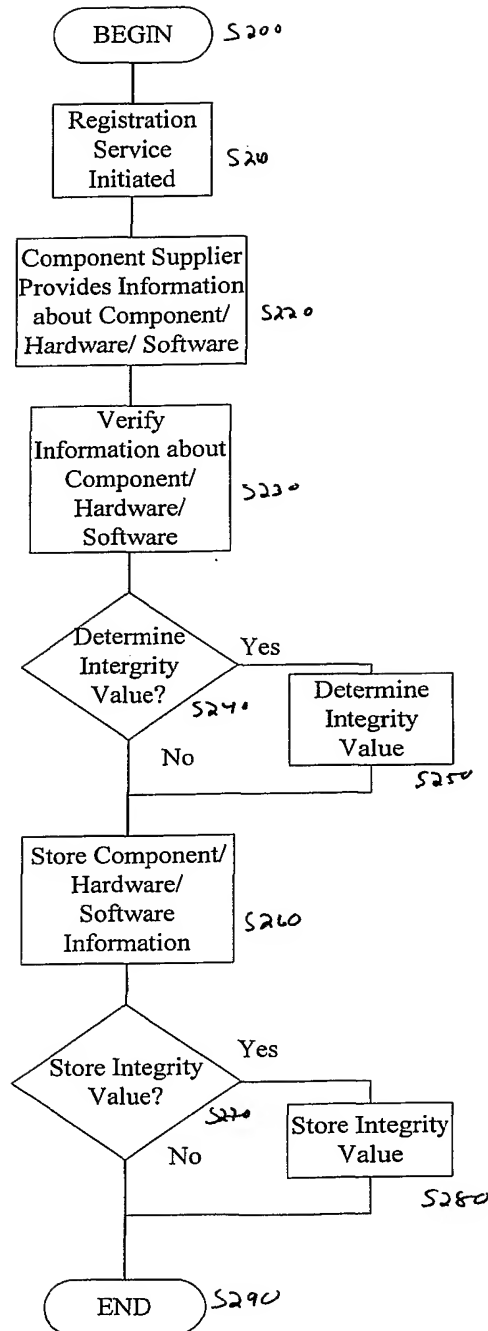 BEGIN S200
Registration
Service
Initiated
S210
Component Supplier
Provides Information
about Component/
Hardware/ Software
S220
Verify
Information about
Component/
Hardware/
Software
S230
Determine
Intergrity
Value?
S240
Yes
No
Determine
Integrity
Value
S250
Store Component/
Hardware/
Software
Information
S260
Store Integrity
Value?
S270
Yes
No
Store Integrity
Value
S280
END S290